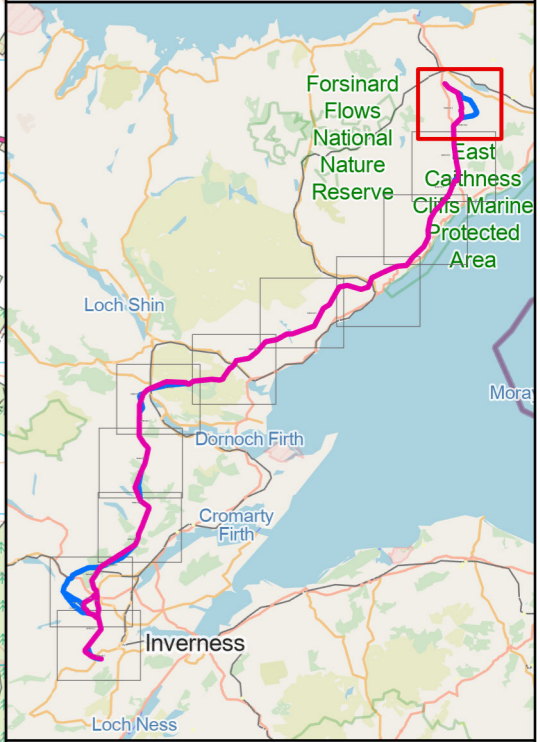 Forsinard
Flows
National
Nature
Reserve
East
Caithness
Cliffs Marine
Protected
Area
Loch Shin
Moray
Dornoch Firth
Cromarty
Firth
Inverness
Loch Ness